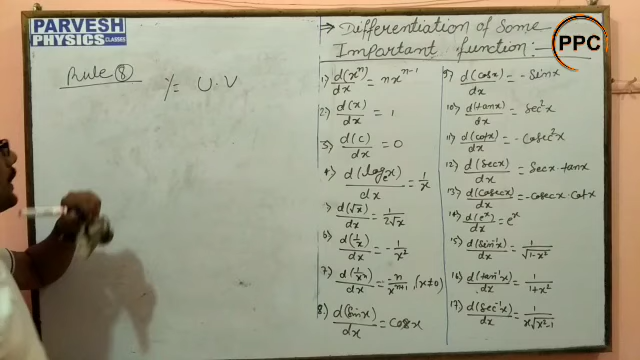 PARVESH
PHYSICS CLASSES
Rule ⑧
y = U·V
⇒ Differentiation of Some
Important function:—
PPC
1) d(xⁿ)/dx = nxⁿ⁻¹
2) d(x)/dx = 1
3) d(c)/dx = 0
4) d(logₑx)/dx = 1/x
5) d(√x)/dx = 1/2√x
6) d(1/x)/dx = -1/x²
7) d(1/xⁿ)/dx = -n/xⁿ⁺¹, (x≠0)
8) d(sinx)/dx = cosx
9) d(cosx)/dx = -Sinx
10) d(tanx)/dx = Sec²x
11) d(cotx)/dx = -Cosec²x
12) d(secx)/dx = Secx·tanx
13) d(cosecx)/dx = -cosecx·Cotx
14) d(eˣ)/dx = eˣ
15) d(sin⁻¹x)/dx = 1/√1-x²
16) d(tan⁻¹x)/dx = 1/1+x²
17) d(sec⁻¹x)/dx = 1/x√x²-1